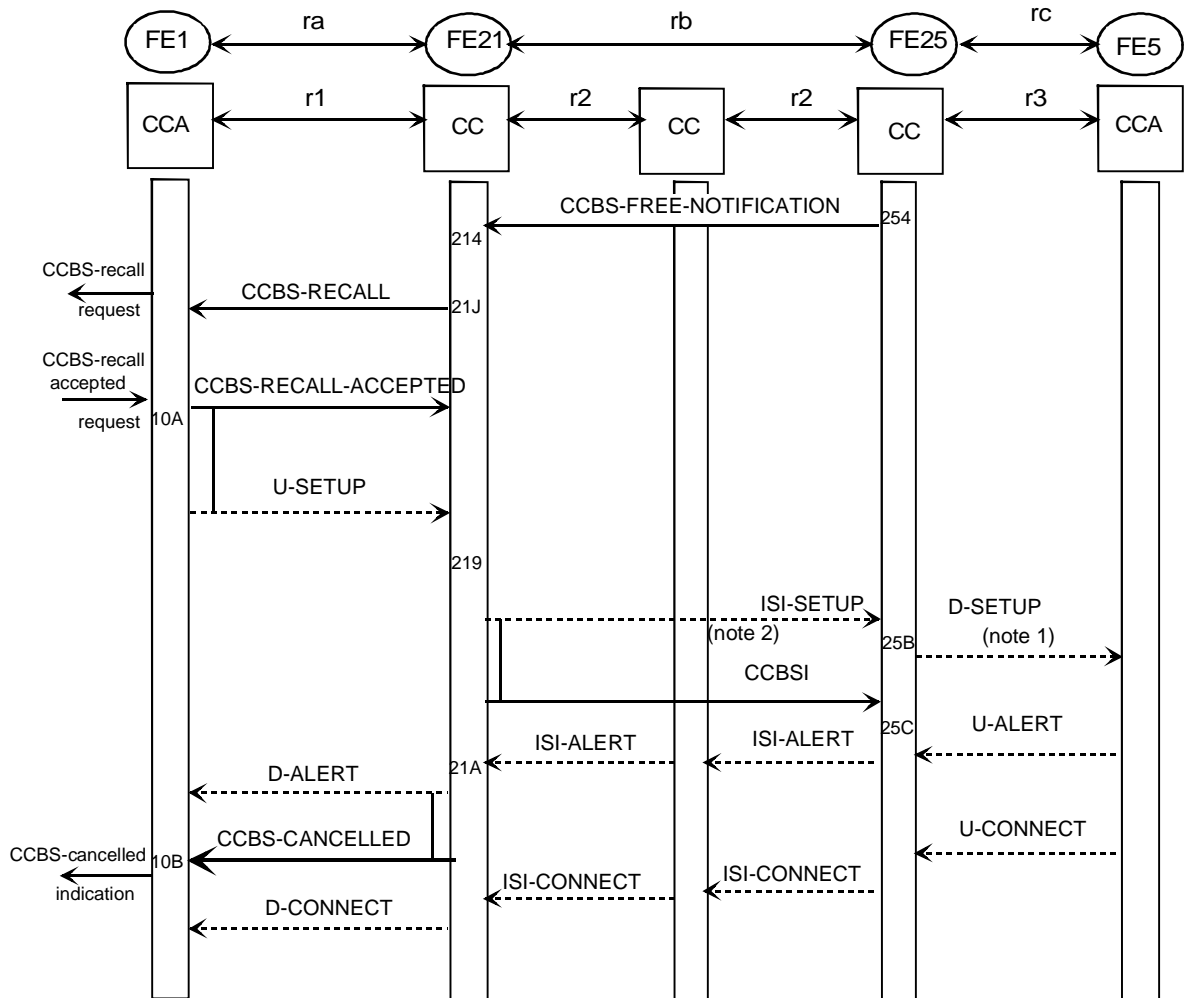 ra
rb
rc
FE1
FE21
FE25
FE5
r1
r2
r2
r3
CCA
CC
CC
CC
CCA
CCBS-FREE-NOTIFICATION
254
214
CCBS-recall
request
CCBS-RECALL
21J
CCBS-recall
accepted
request
CCBS-RECALL-ACCEPTED
10A
U-SETUP
219
ISI-SETUP
(note 2)
D-SETUP
(note 1)
25B
CCBSI
25C
U-ALERT
ISI-ALERT
ISI-ALERT
21A
D-ALERT
CCBS-CANCELLED
U-CONNECT
CCBS-cancelled
indication
10B
ISI-CONNECT
ISI-CONNECT
D-CONNECT